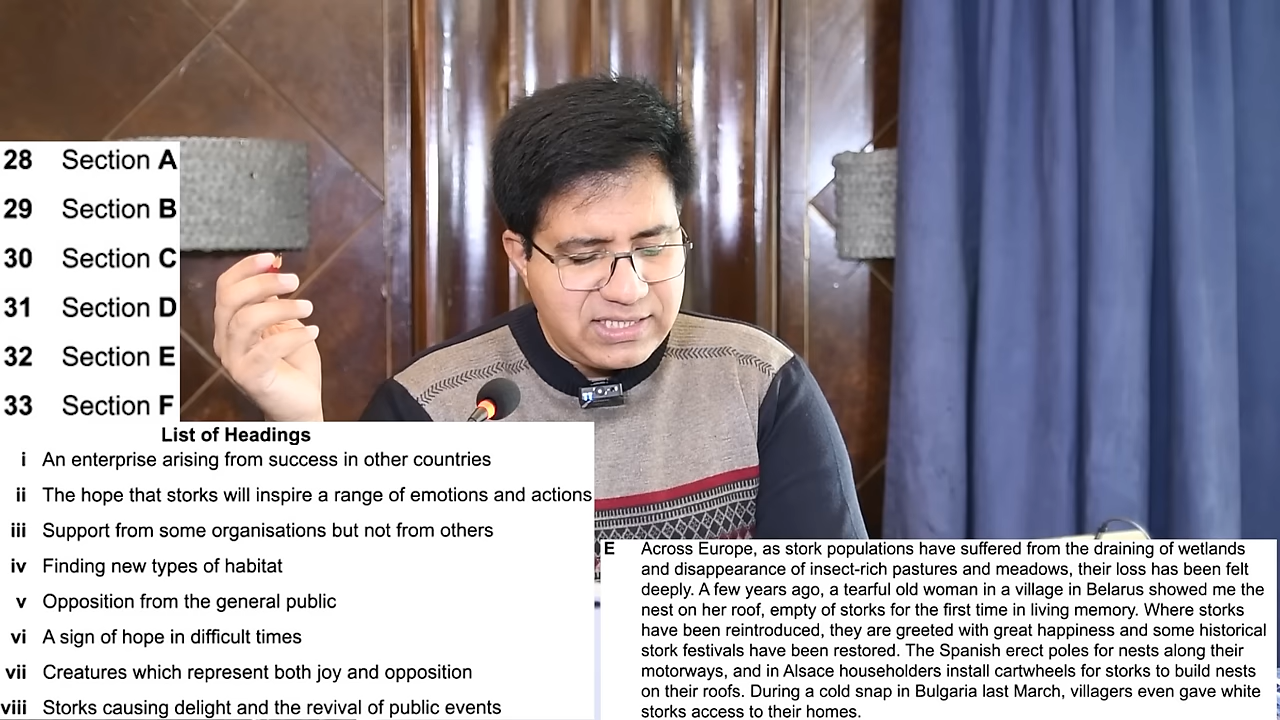 28 Section A
29 Section B
30 Section C
31 Section D
32 Section E
33 Section F
List of Headings
i An enterprise arising from success in other countries
ii The hope that storks will inspire a range of emotions and actions
iii Support from some organisations but not from others
iv Finding new types of habitat
v Opposition from the general public
vi A sign of hope in difficult times
vii Creatures which represent both joy and opposition
viii Storks causing delight and the revival of public events
E Across Europe, as stork populations have suffered from the draining of wetlands
and disappearance of insect-rich pastures and meadows, their loss has been felt
deeply. A few years ago, a tearful old woman in a village in Belarus showed me the
nest on her roof, empty of storks for the first time in living memory. Where storks
have been reintroduced, they are greeted with great happiness and some historical
stork festivals have been restored. The Spanish erect poles for nests along their
motorways, and in Alsace householders install cartwheels for storks to build nests
on their roofs. During a cold snap in Bulgaria last March, villagers even gave white
storks access to their homes.